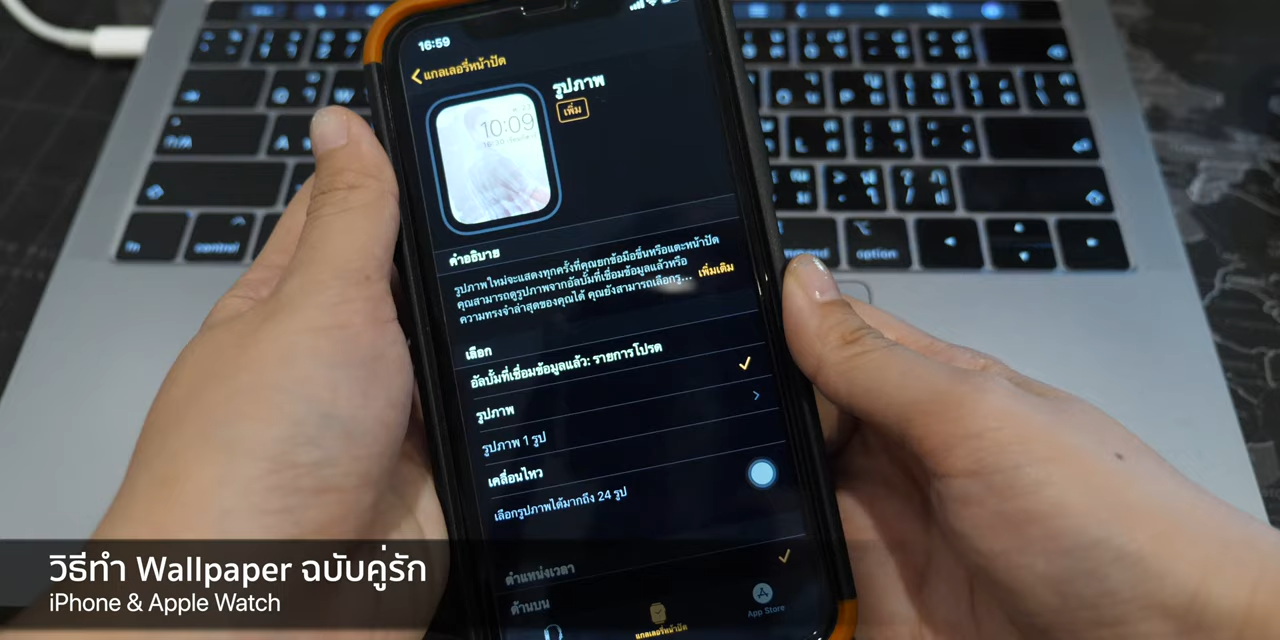 16:59
แกลเลอรี่หน้าปัด
รูปภาพ
เพิ่ม
10:09
คำอธิบาย
รูปภาพใหม่จะแสดงทุกครั้งที่คุณยกข้อมือขึ้นหรือแตะหน้าปัด
คุณสามารถดูรูปภาพจากอัลบั้มที่เชื่อมข้อมูลแล้วหรือ
ความทรงจำล่าสุดของคุณได้ คุณยังสามารถเลือกรู... เพิ่มเติม
เลือก
อัลบั้มที่เชื่อมข้อมูลแล้ว: รายการโปรด
รูปภาพ
รูปภาพ 1 รูป
เคลื่อนไหว
เลือกรูปภาพได้มากถึง 24 รูป
ตำแหน่งเวลา
ด้านบน
แกลเลอรี่หน้าปัด
App Store
fn
control
option
วิธีทำ Wallpaper ฉบับคู่รัก
iPhone & Apple Watch